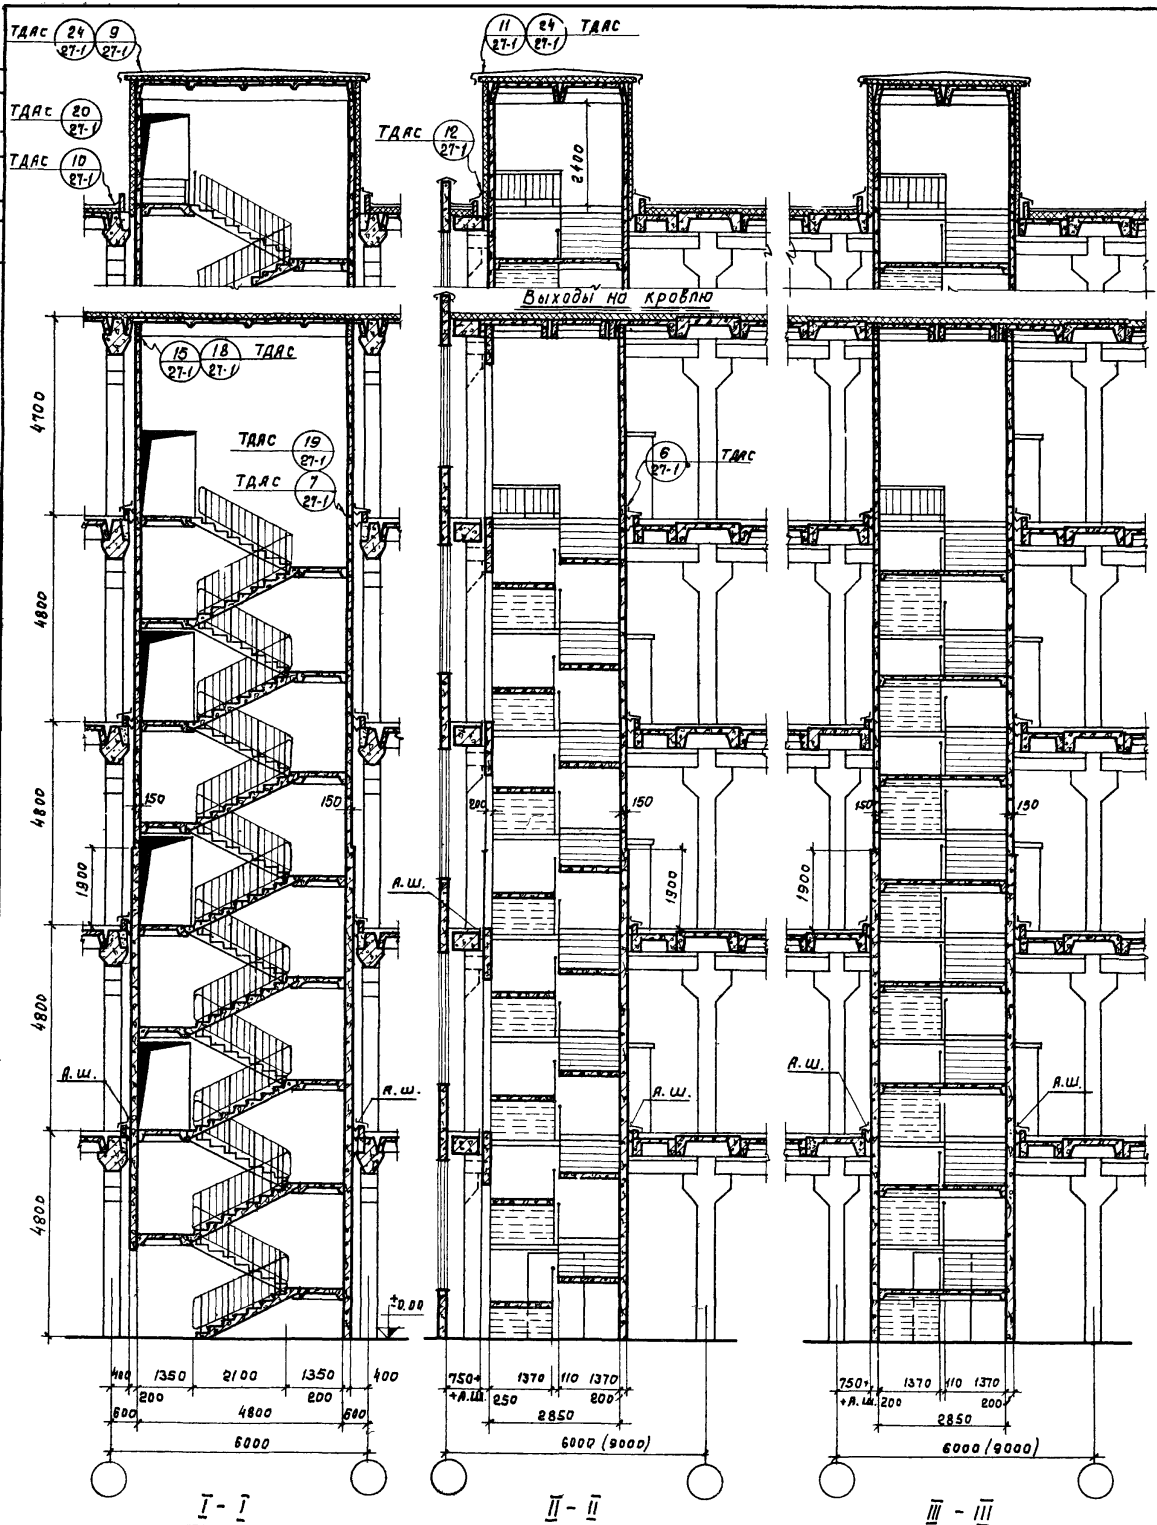 ТДАС 24 9
27-1 27-1
11 24 ТДАС
27-1 27-1
ТДАС 20
27-1
ТДАС 10
27-1
ТДАС 12
27-1
2400
Выходы на кровлю
15 18 ТДАС
27-1 27-1
4700
ТДАС 19
27-1
ТДАС 7
27-1
6 ТДАС
27-1
4800
4800
150 150 200 150 150 150
1900 1900 1900
А.Ш.
4800
А.Ш. А.Ш. А.Ш. А.Ш. А.Ш.
4800
±0.00
400 1350 2100 1350 400
200 200
600 4800 600
6000
750+ 1370 110 1370
+А.Ш. 250 200
2850
6000 (9000)
750+ 1370 110 1370
+А.Ш. 200 200
2850
6000 (9000)
I - I
II - II
III - III